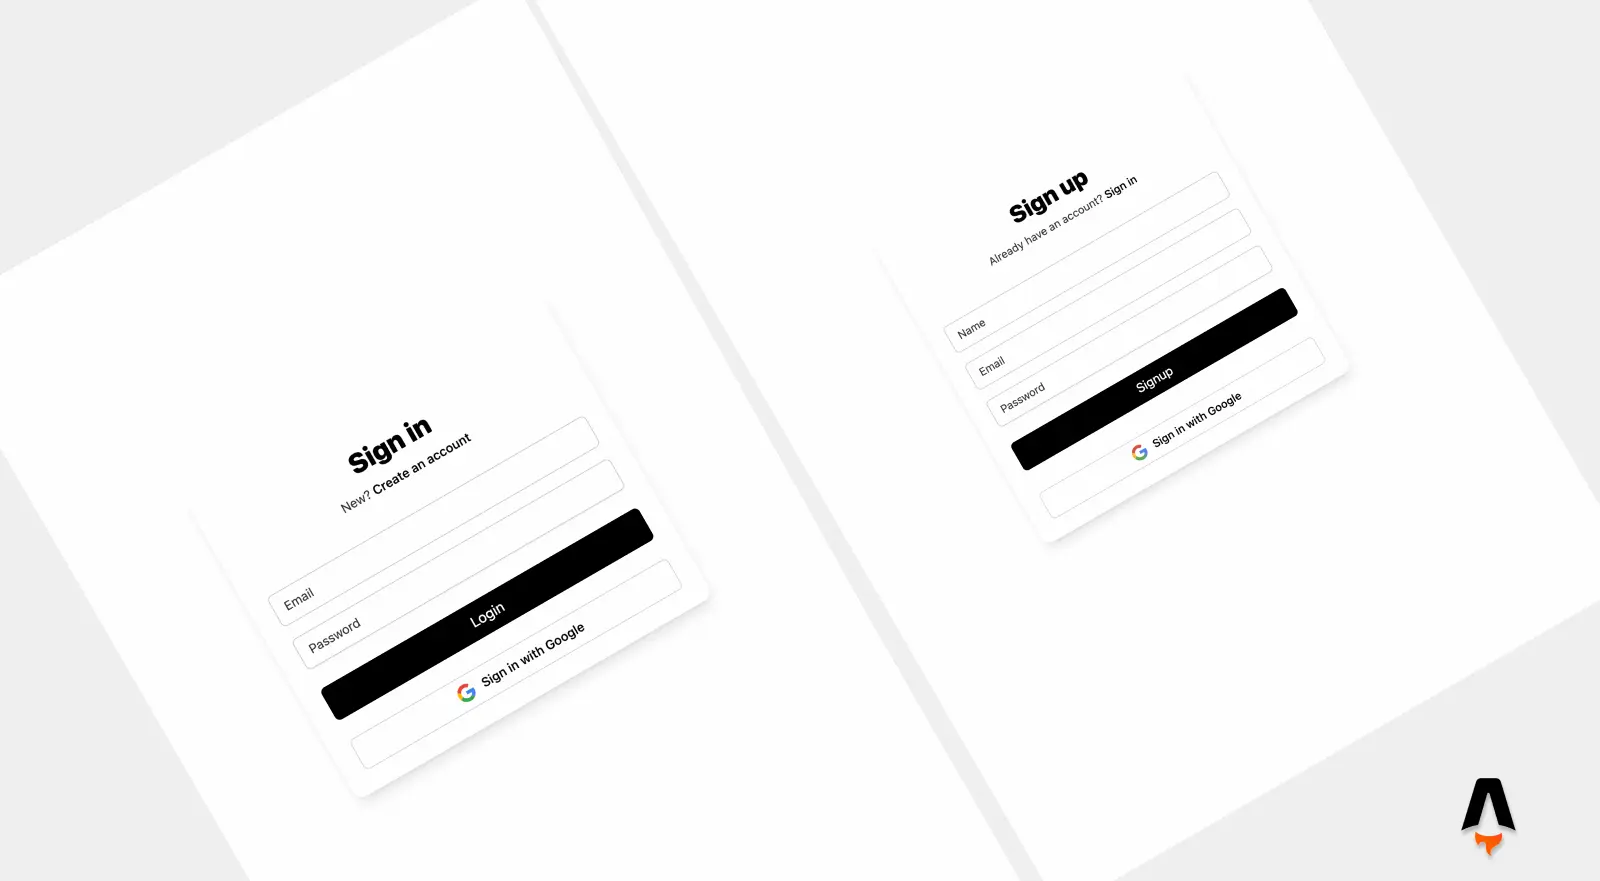 Sign in
New? Create an account
Email
Password
Login
Sign in with Google
Sign up
Already have an account? Sign in
Name
Email
Password
Signup
Sign in with Google